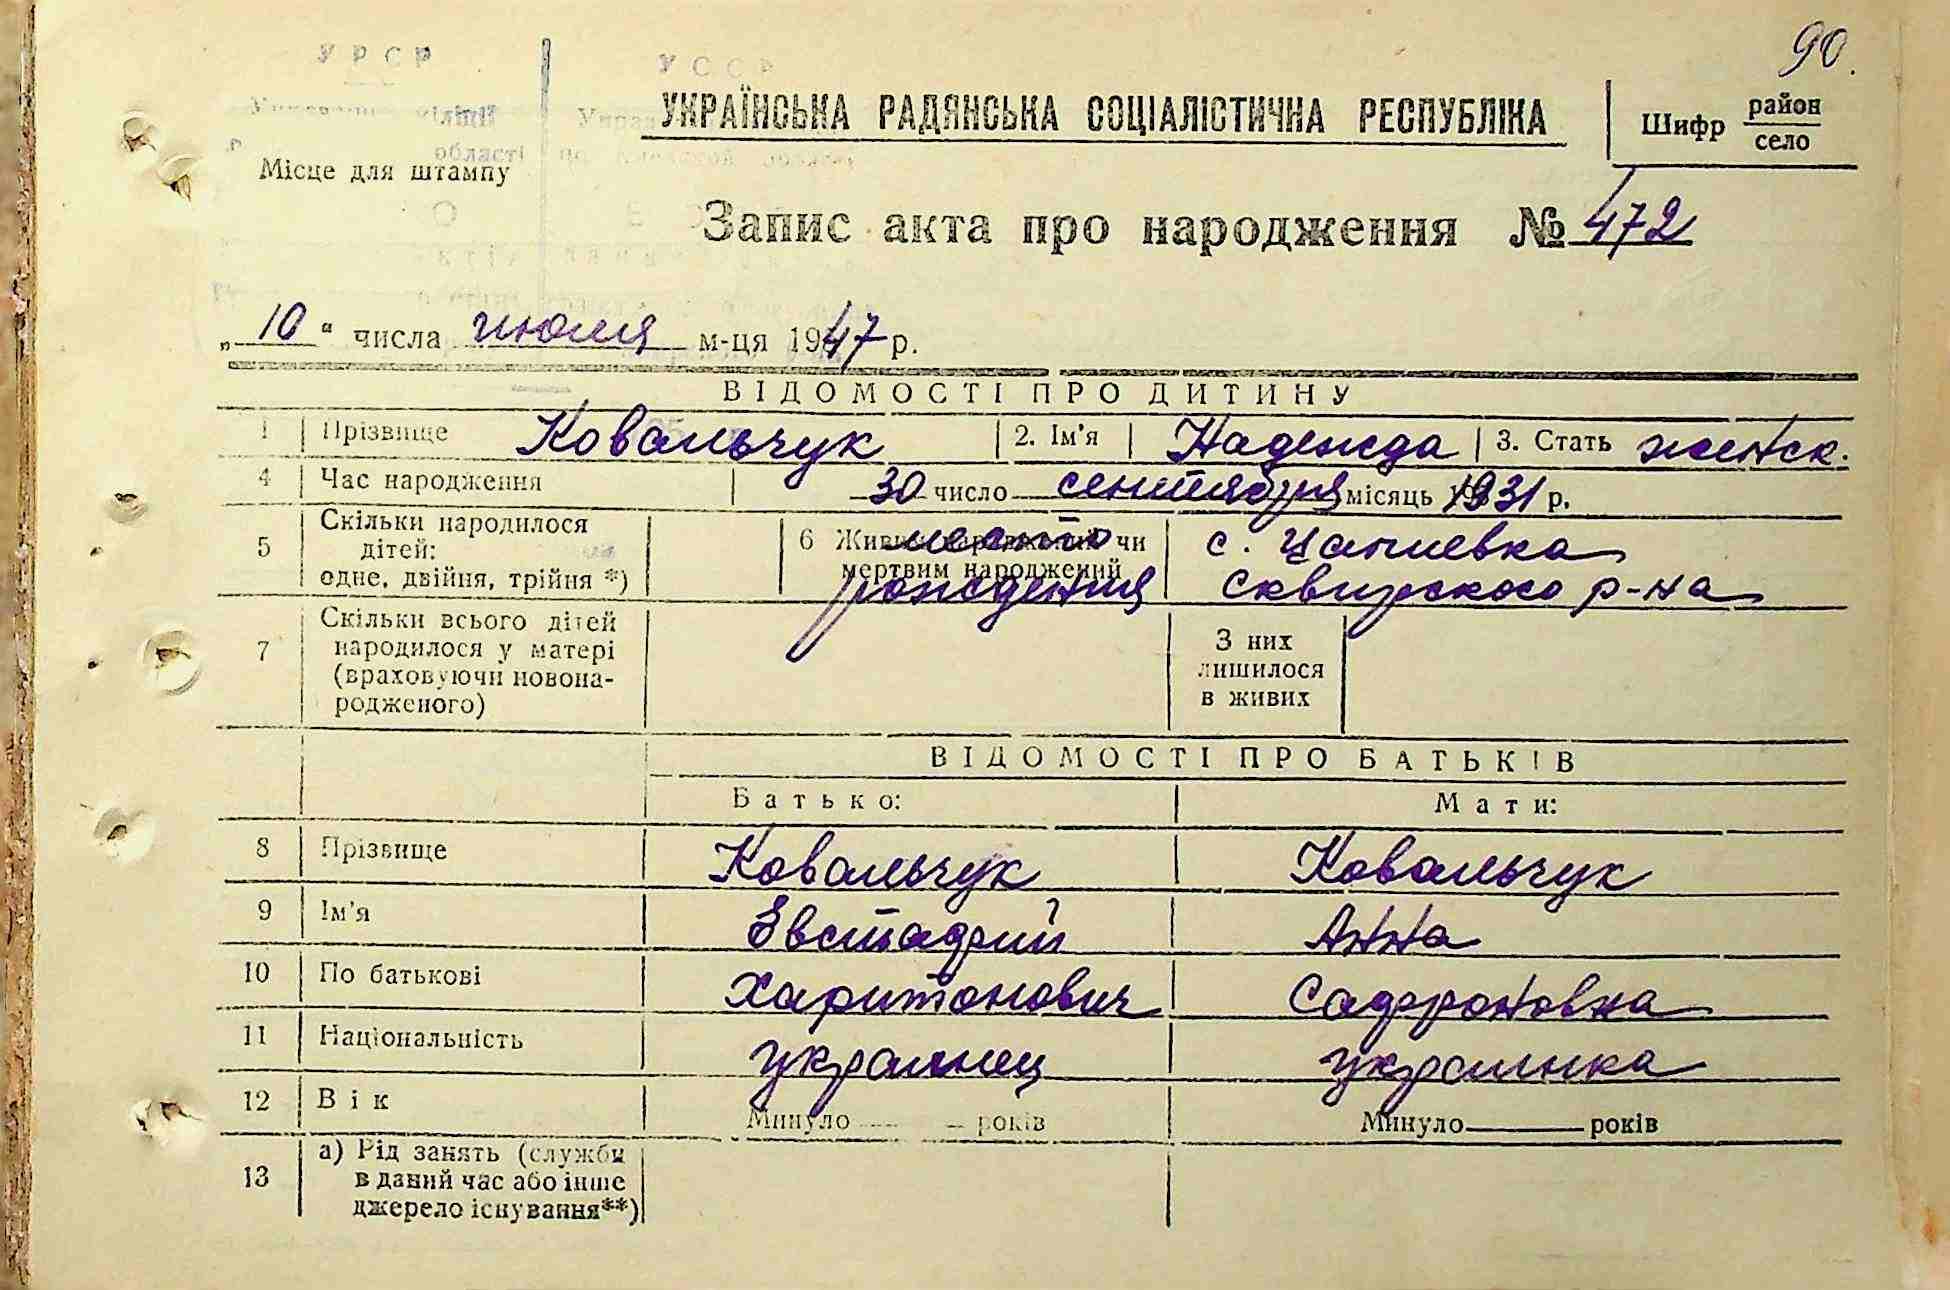 90.
У Р С Р
У С С Р
області
УКРАЇНСЬКА РАДЯНСЬКА СОЦІАЛІСТИЧНА РЕСПУБЛІКА
Шифр район
село
Місце для штампу
Запис акта про народження № 472
„ 10 “ числа июля м-ця 1947 р.
ВІДОМОСТІ ПРО ДИТИНУ
1 Прізвище Ковальчук 2. Ім'я Надежда 3. Стать женск.
4 Час народження 30 число сентября місяць 1931 р.
5 Скільки народилося дітей: одне, двійня, трійня *) 6 Живим народжений чи мертвим народжений
место рождения с. Цапиевка
Сквирского р-на
7 Скільки всього дітей народилося у матері (враховуючи новона-родженого) З них лишилося в живих
ВІДОМОСТІ ПРО БАТЬКІВ
Батько: Мати:
8 Прізвище Ковальчук Ковальчук
9 Ім'я Евстафий Анна
10 По батькові Харитонович Сафроновна
11 Національність украинец украинка
12 Вік Минуло років Минуло років
13 а) Рід занять (служби
в даний час або інше
джерело існування**)